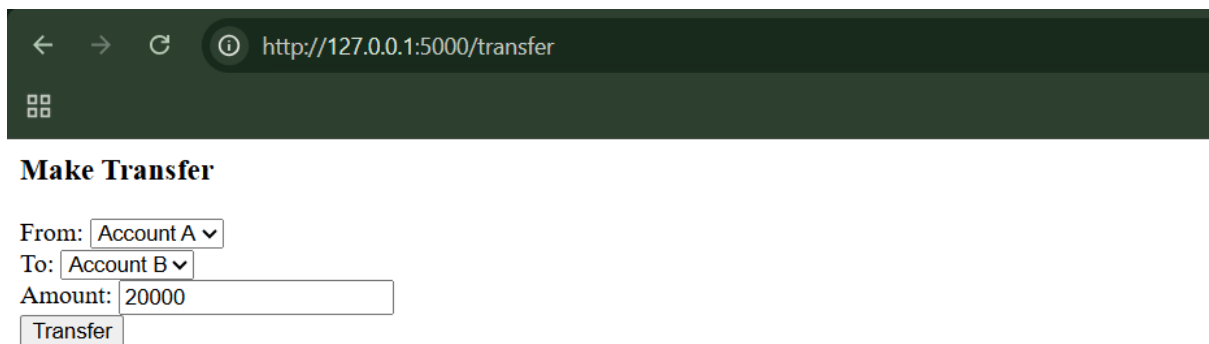 http://127.0.0.1:5000/transfer
Make Transfer
From: Account A
To: Account B
Amount: 20000
Transfer